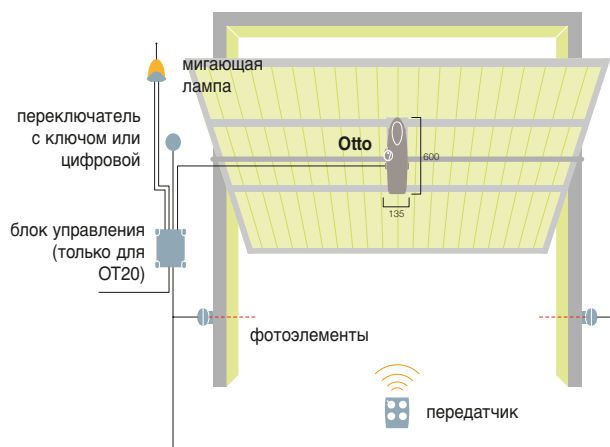 мигающая
лампа
переключатель
с ключом или
цифровой
Otto
600
135
блок управления
(только для
OT20)
фотоэлементы
передатчик